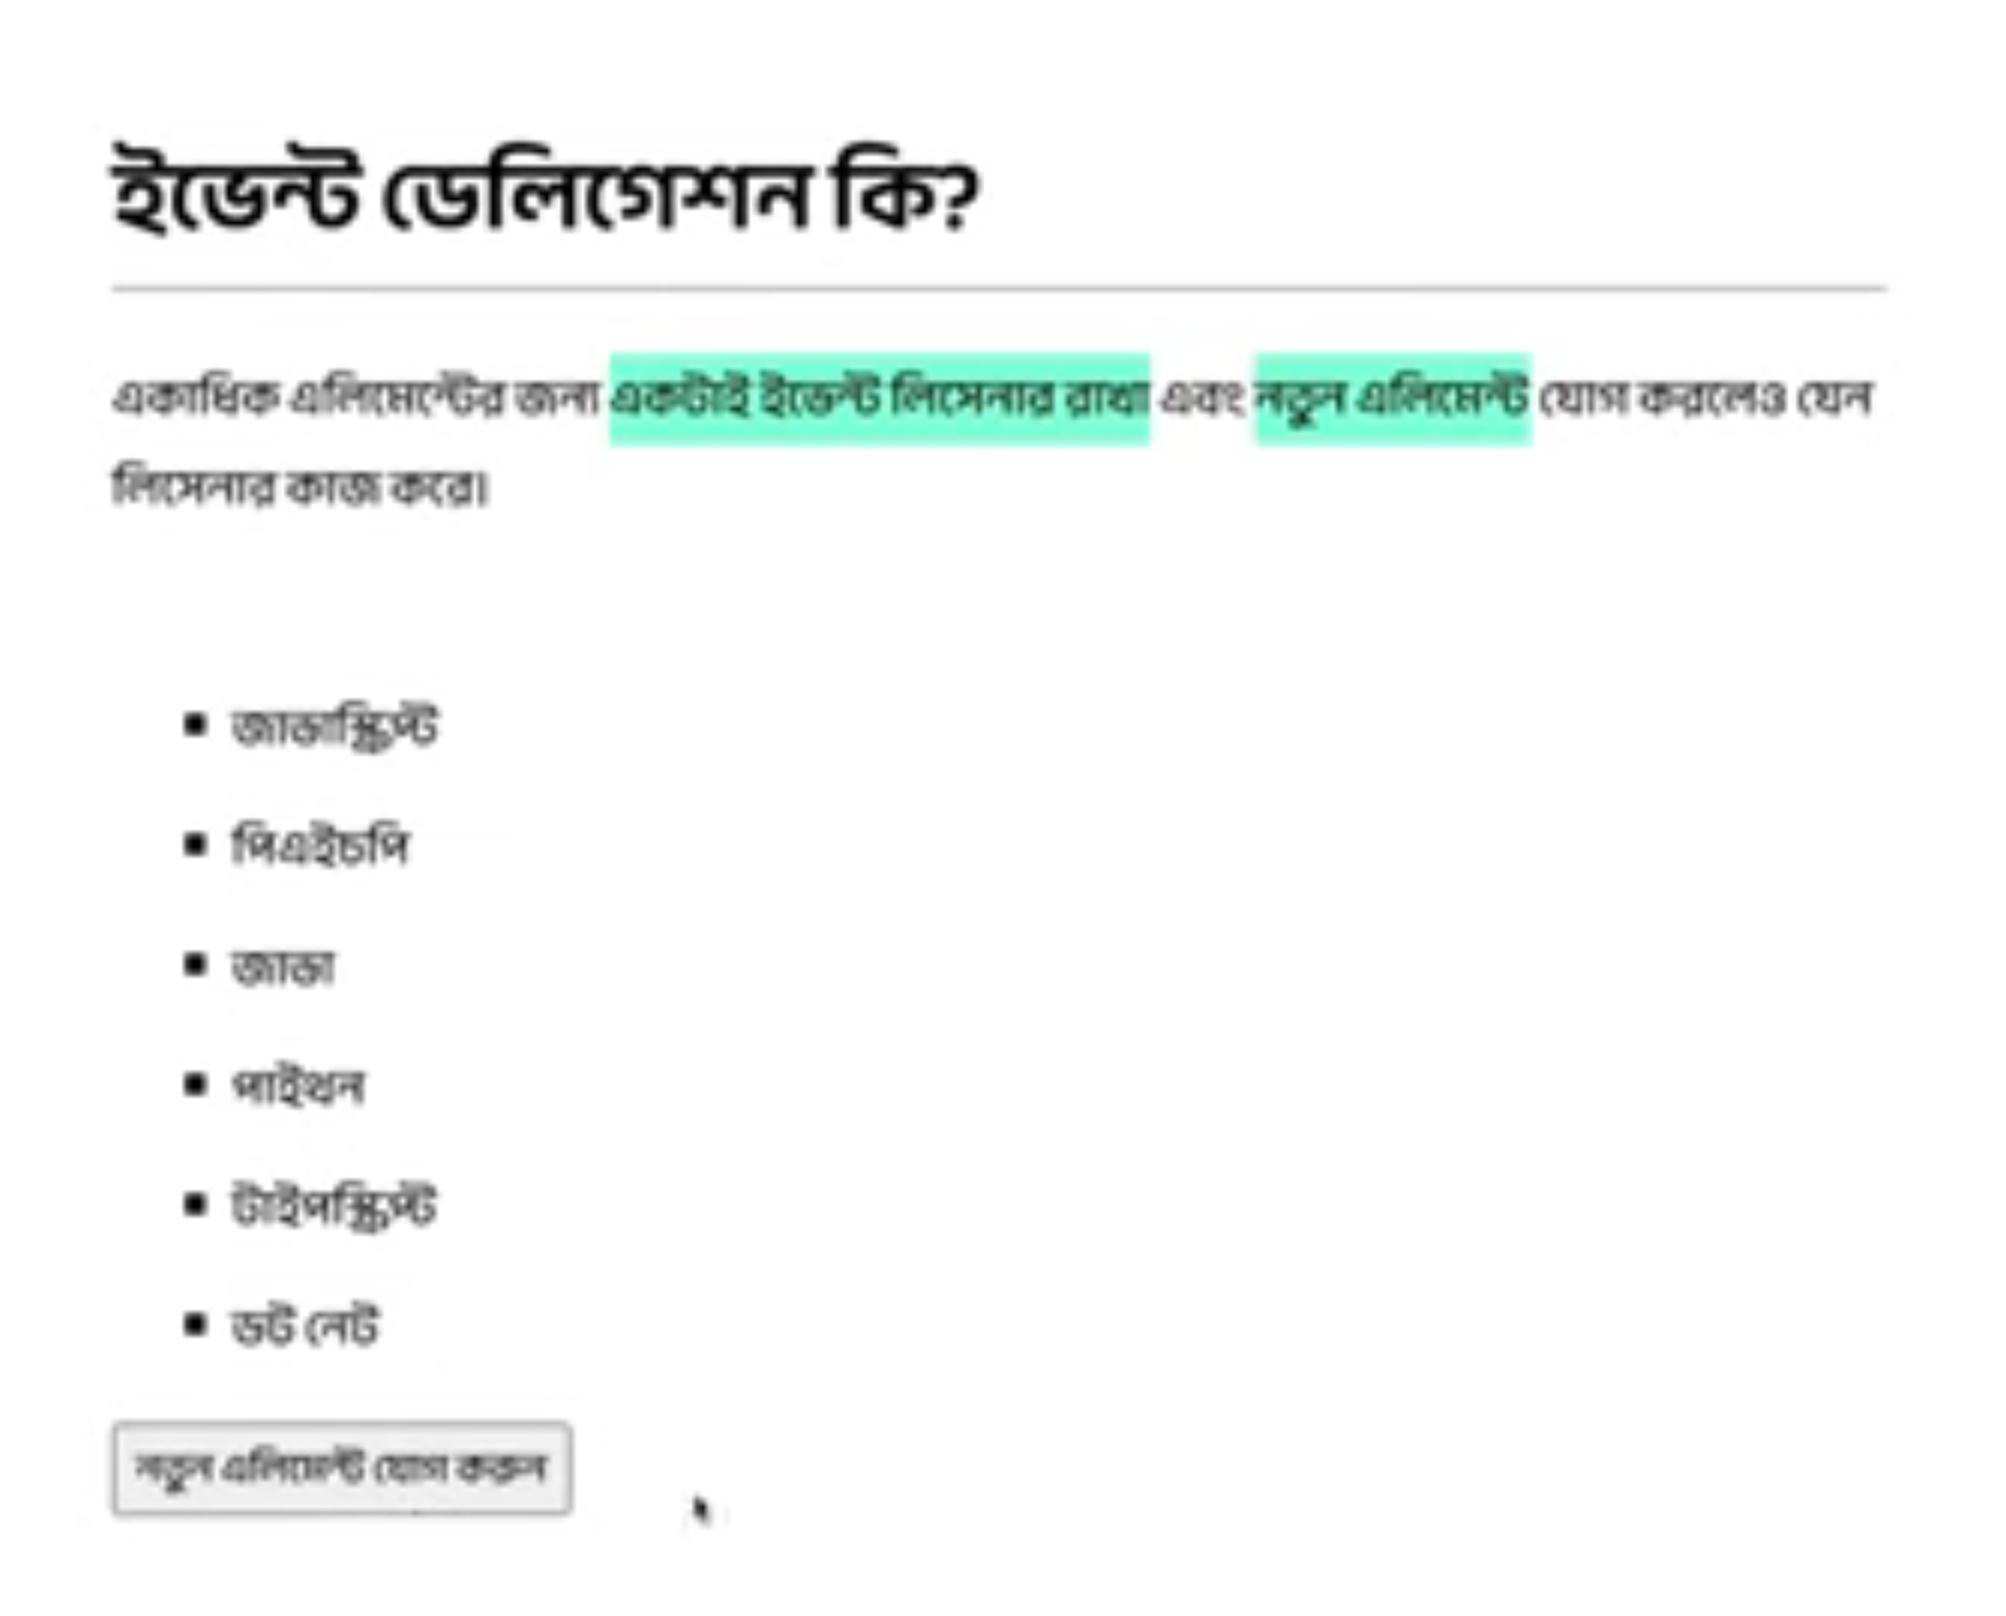 ইভেন্ট ডেলিগেশন কি?
একাধিক এলিমেন্টের জন্য একটাই ইভেন্ট লিসেনার রাখা এবং নতুন এলিমেন্ট যোগ করলেও যেন
লিসেনার কাজ করে।
জাভাস্ক্রিপ্ট
পিএইচপি
জাভা
পাইথন
টাইপস্ক্রিপ্ট
ডট নেট
নতুন এলিমেন্ট যোগ করুন